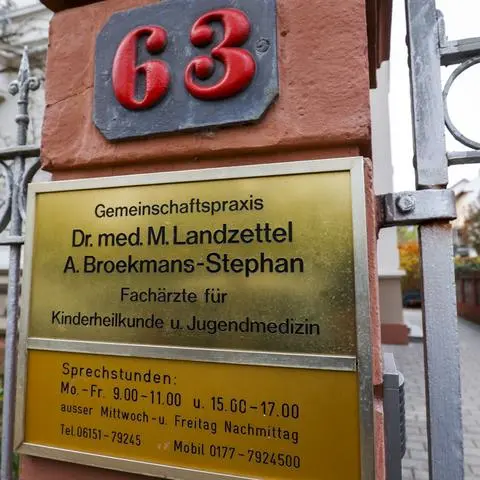 63
Gemeinschaftspraxis
Dr. med. M. Landzettel
A. Broekmans-Stephan
Fachärzte für
Kinderheilkunde u. Jugendmedizin
Sprechstunden:
Mo.-Fr. 9.00-11.00 u. 15.00-17.00
ausser Mittwoch-u. Freitag Nachmittag
Tel. 06151-79245 Mobil 0177-7924500